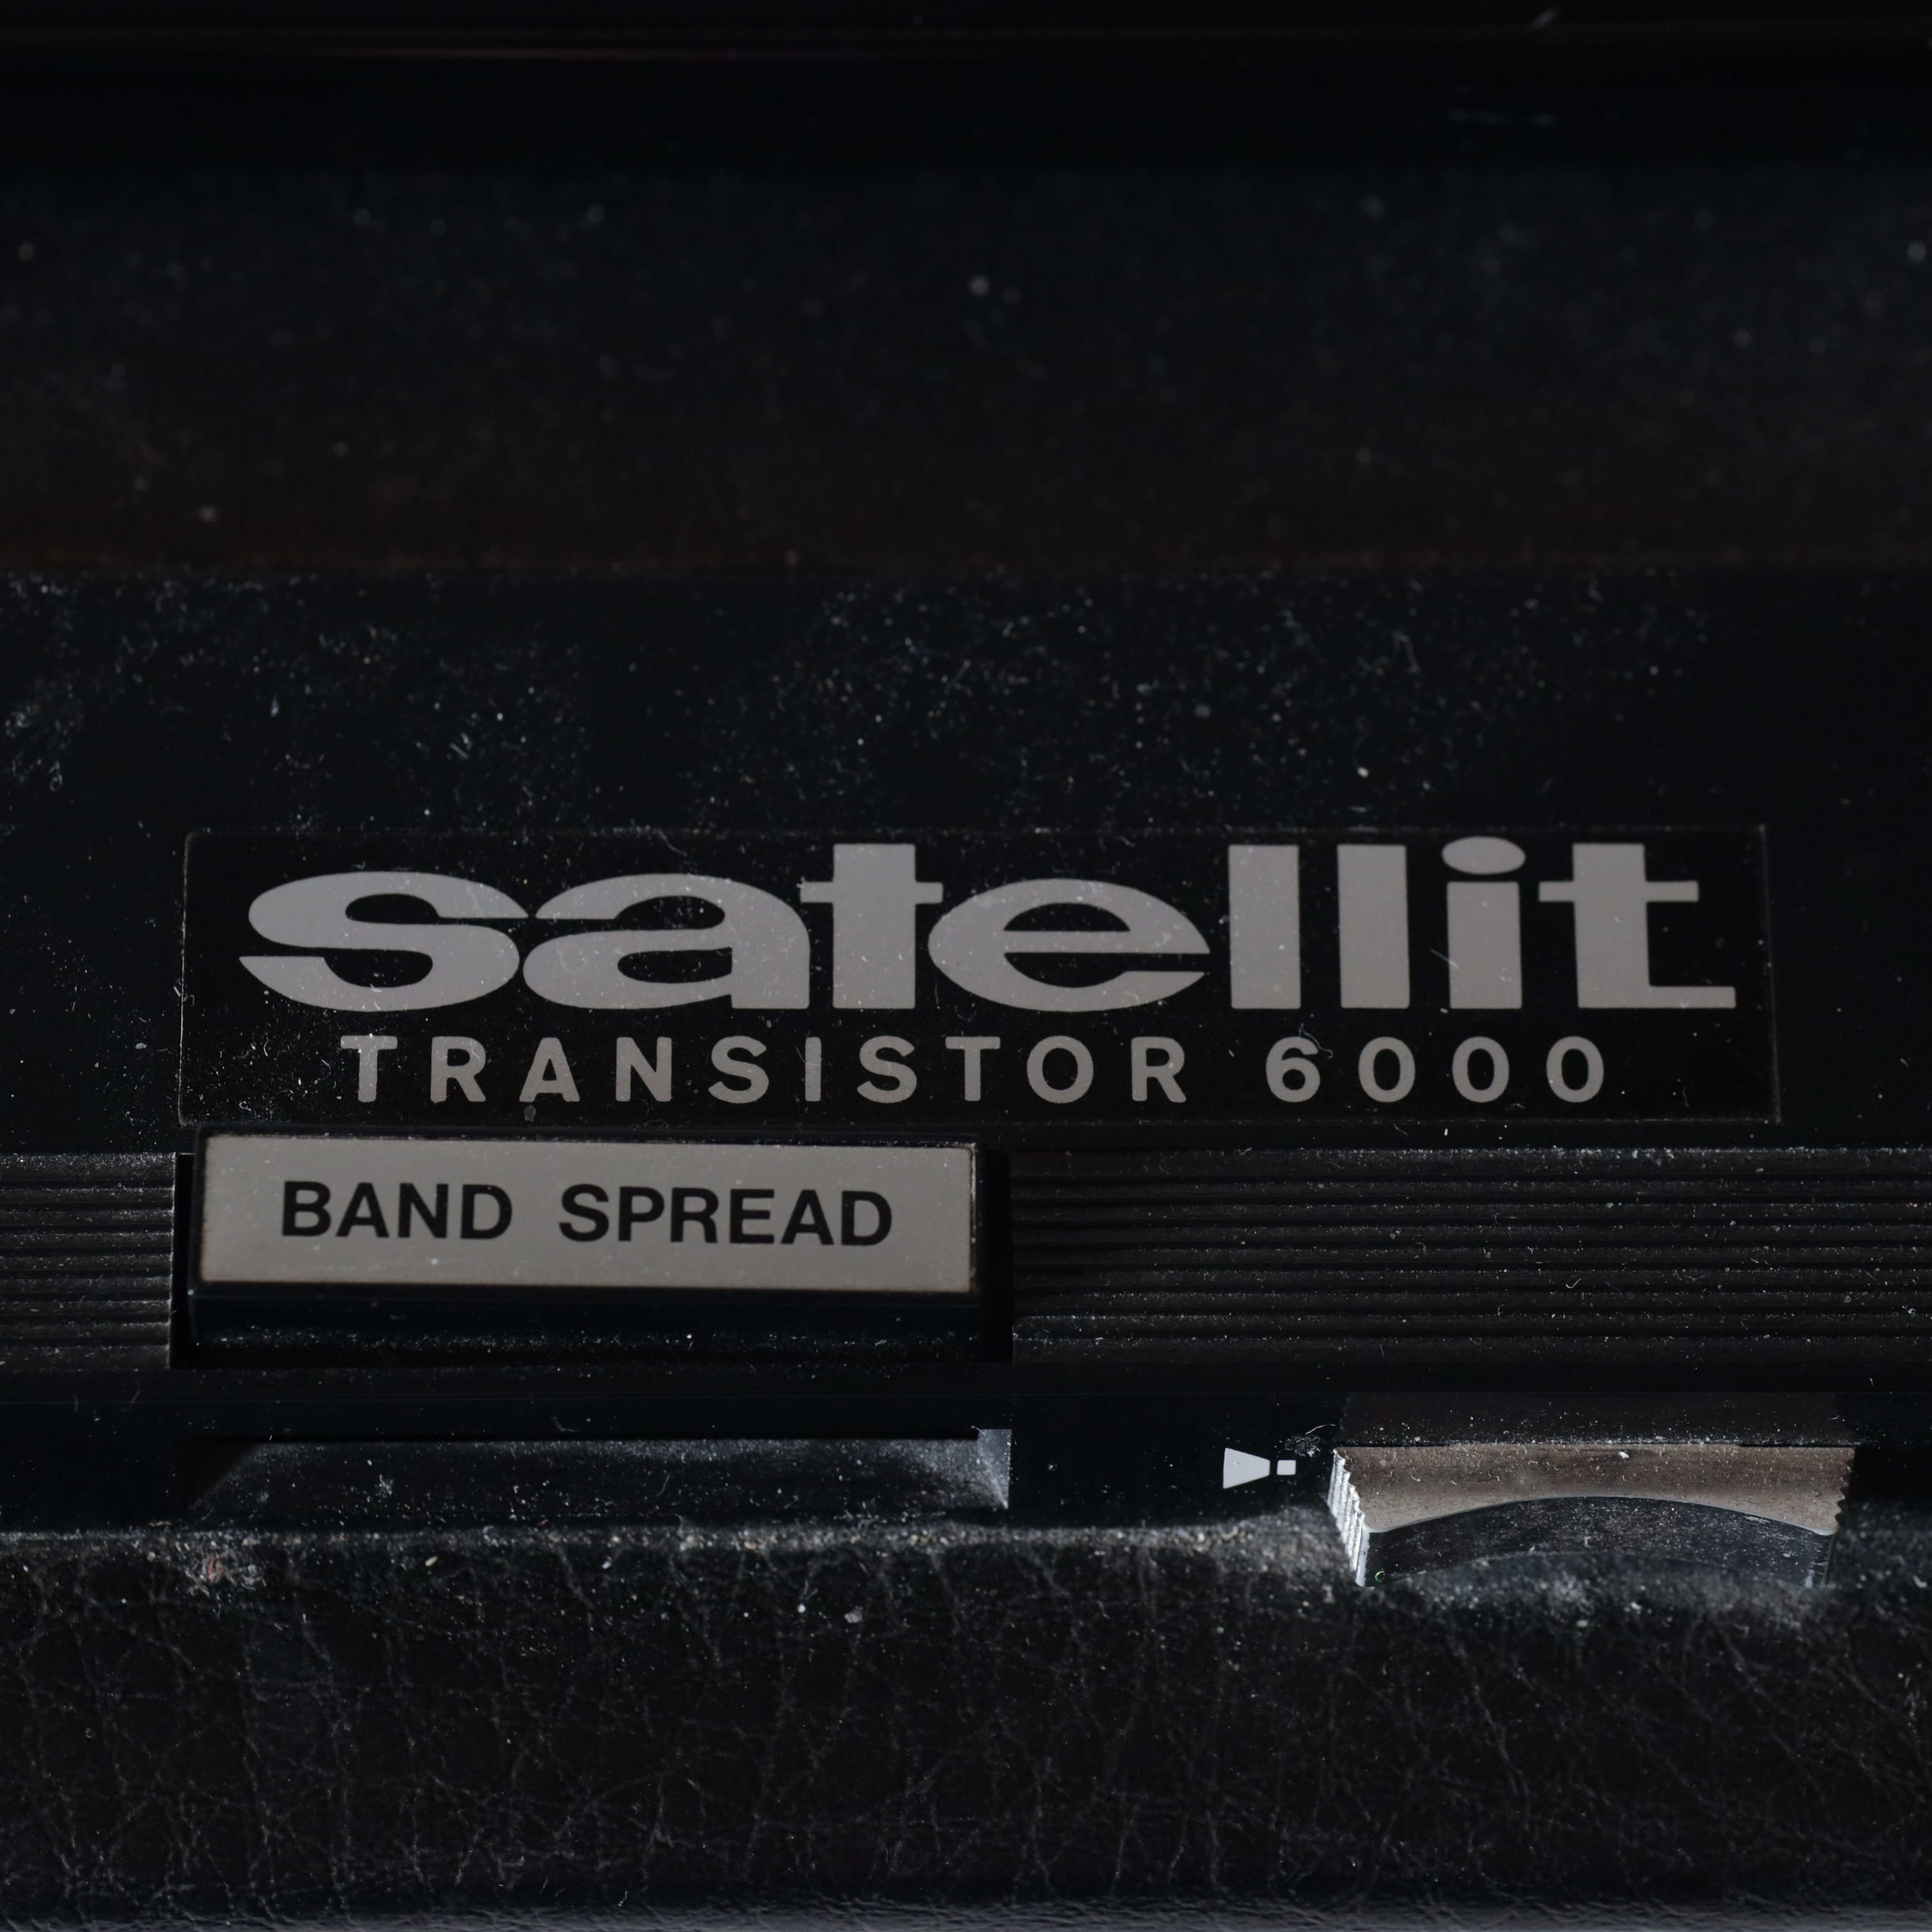 satellit
TRANSISTOR 6000
BAND SPREAD